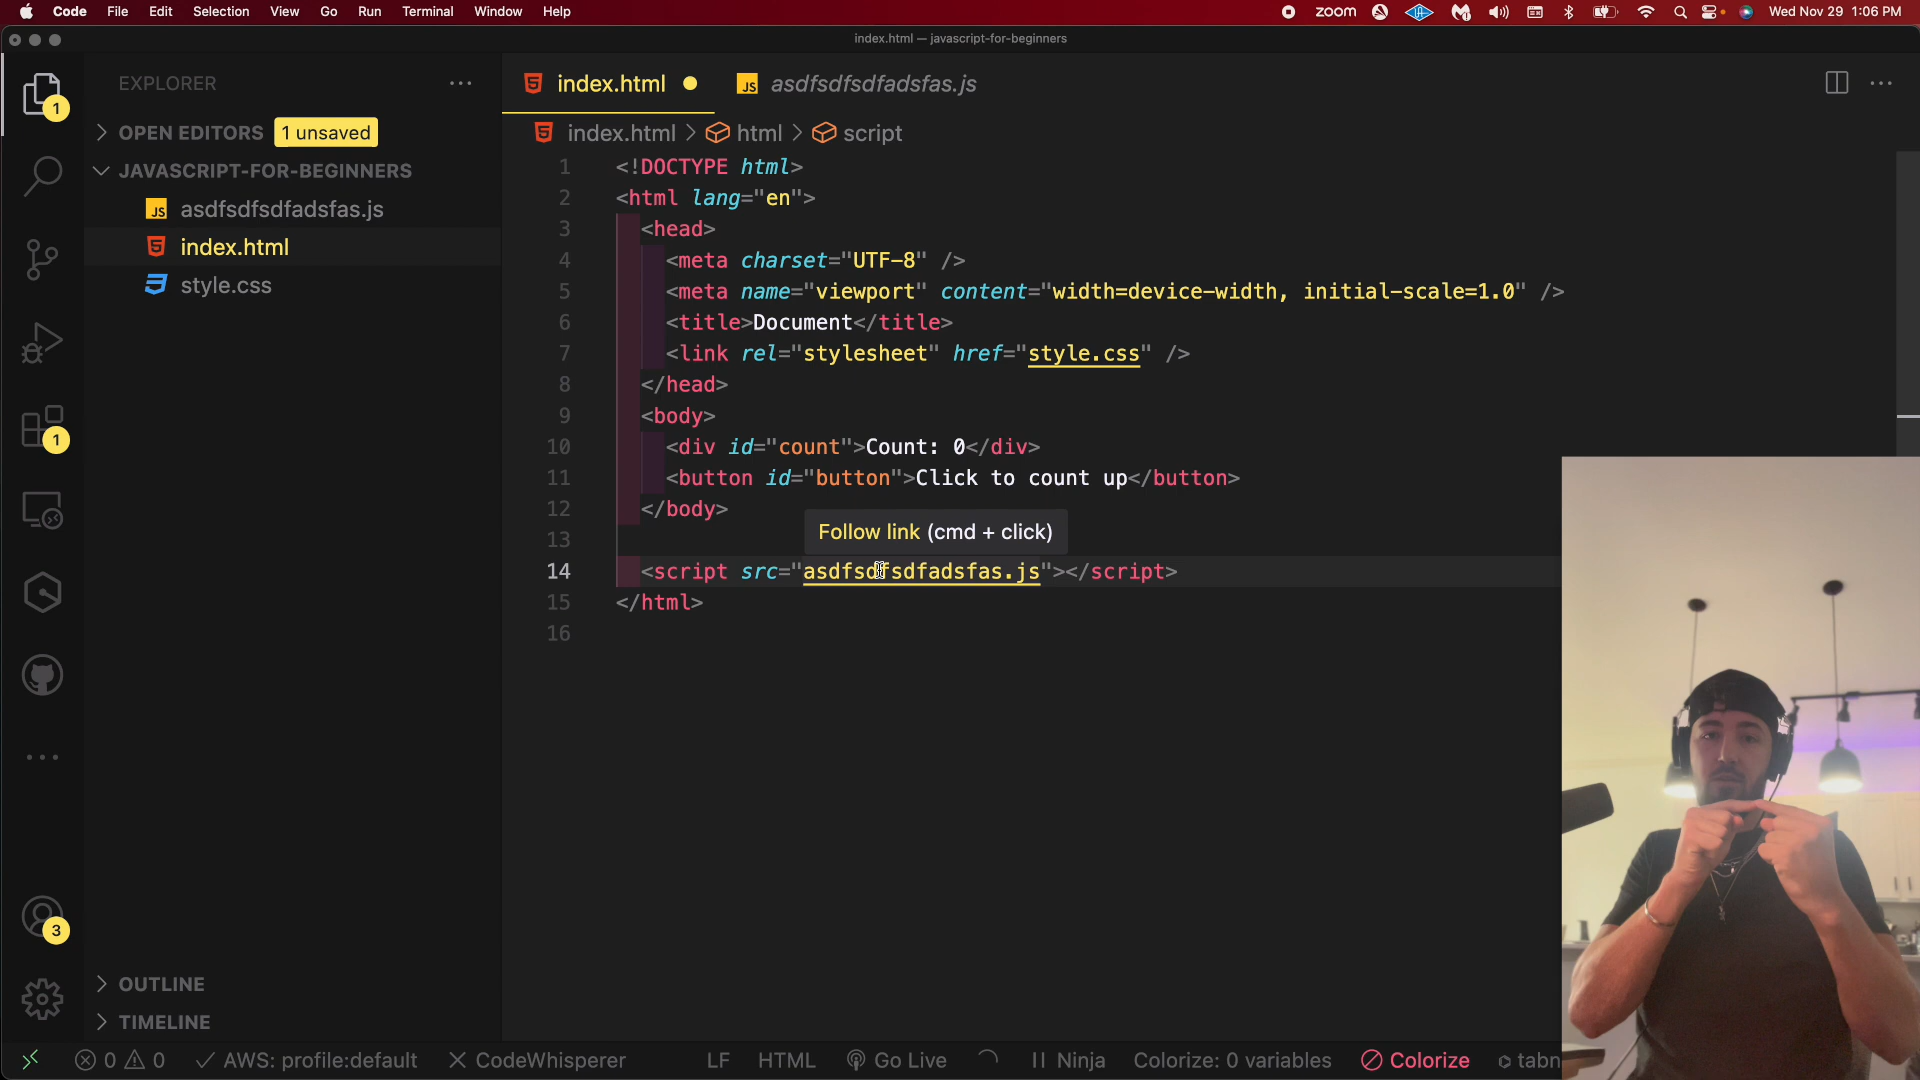 Code File Edit Selection View Go Run Terminal Window Help
zoom Wed Nov 29 1:06 PM
index.html — javascript-for-beginners
EXPLORER
1
OPEN EDITORS 1 unsaved
JAVASCRIPT-FOR-BEGINNERS
JS asdfsdfsdfadsfas.js
index.html
style.css
1
3
OUTLINE
TIMELINE
index.html JS asdfsdfsdfadsfas.js
index.html > html > script
1 <!DOCTYPE html>
2 <html lang="en">
3 <head>
4 <meta charset="UTF-8" />
5 <meta name="viewport" content="width=device-width, initial-scale=1.0" />
6 <title>Document</title>
7 <link rel="stylesheet" href="style.css" />
8 </head>
9 <body>
10 <div id="count">Count: 0</div>
11 <button id="button">Click to count up</button>
12 </body>
Follow link (cmd + click)
13
14 <script src="asdfsdfsdfadsfas.js"></script>
15 </html>
16
0 0 AWS: profile:default CodeWhisperer LF HTML Go Live Ninja Colorize: 0 variables Colorize tabn